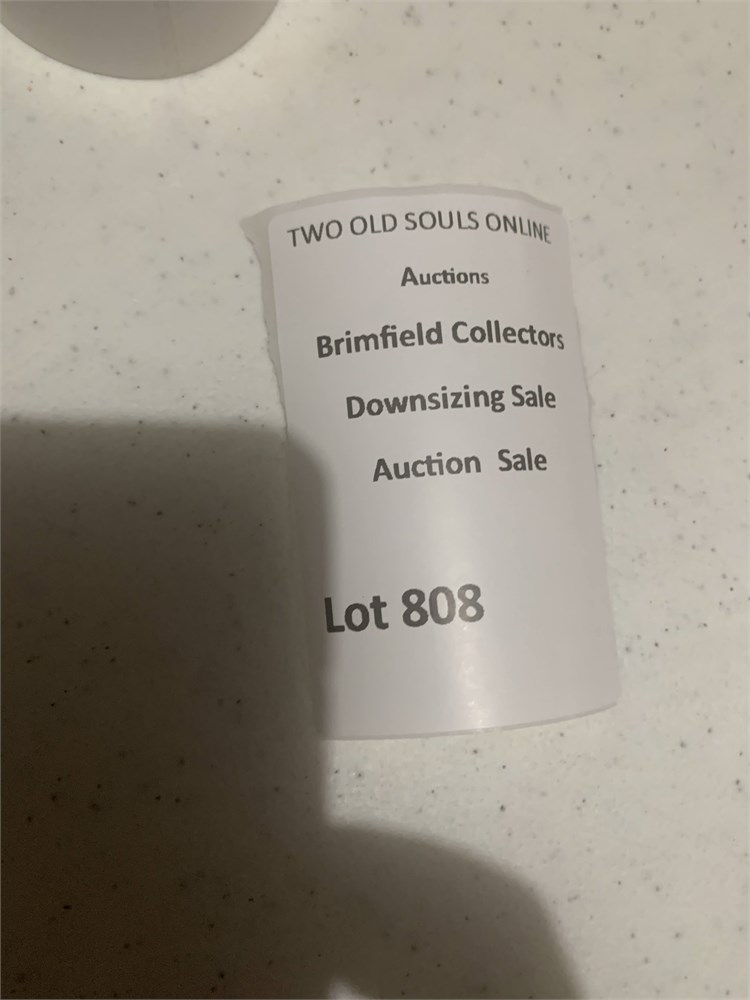 TWO OLD SOULS ONLINE
Auctions
Brimfield Collectors
Downsizing Sale
Auction Sale
Lot 808